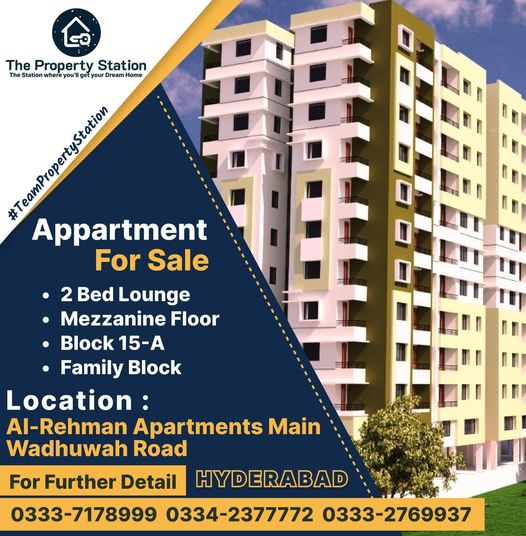 The Property Station
The Station where you'll get your Dream Home
#TeamPropertyStation
Appartment
For Sale
• 2 Bed Lounge
• Mezzanine Floor
• Block 15-A
• Family Block
Location :
Al-Rehman Apartments Main
Wadhuwah Road
For Further Detail HYDERABAD
0333-7178999 0334-2377772 0333-2769937